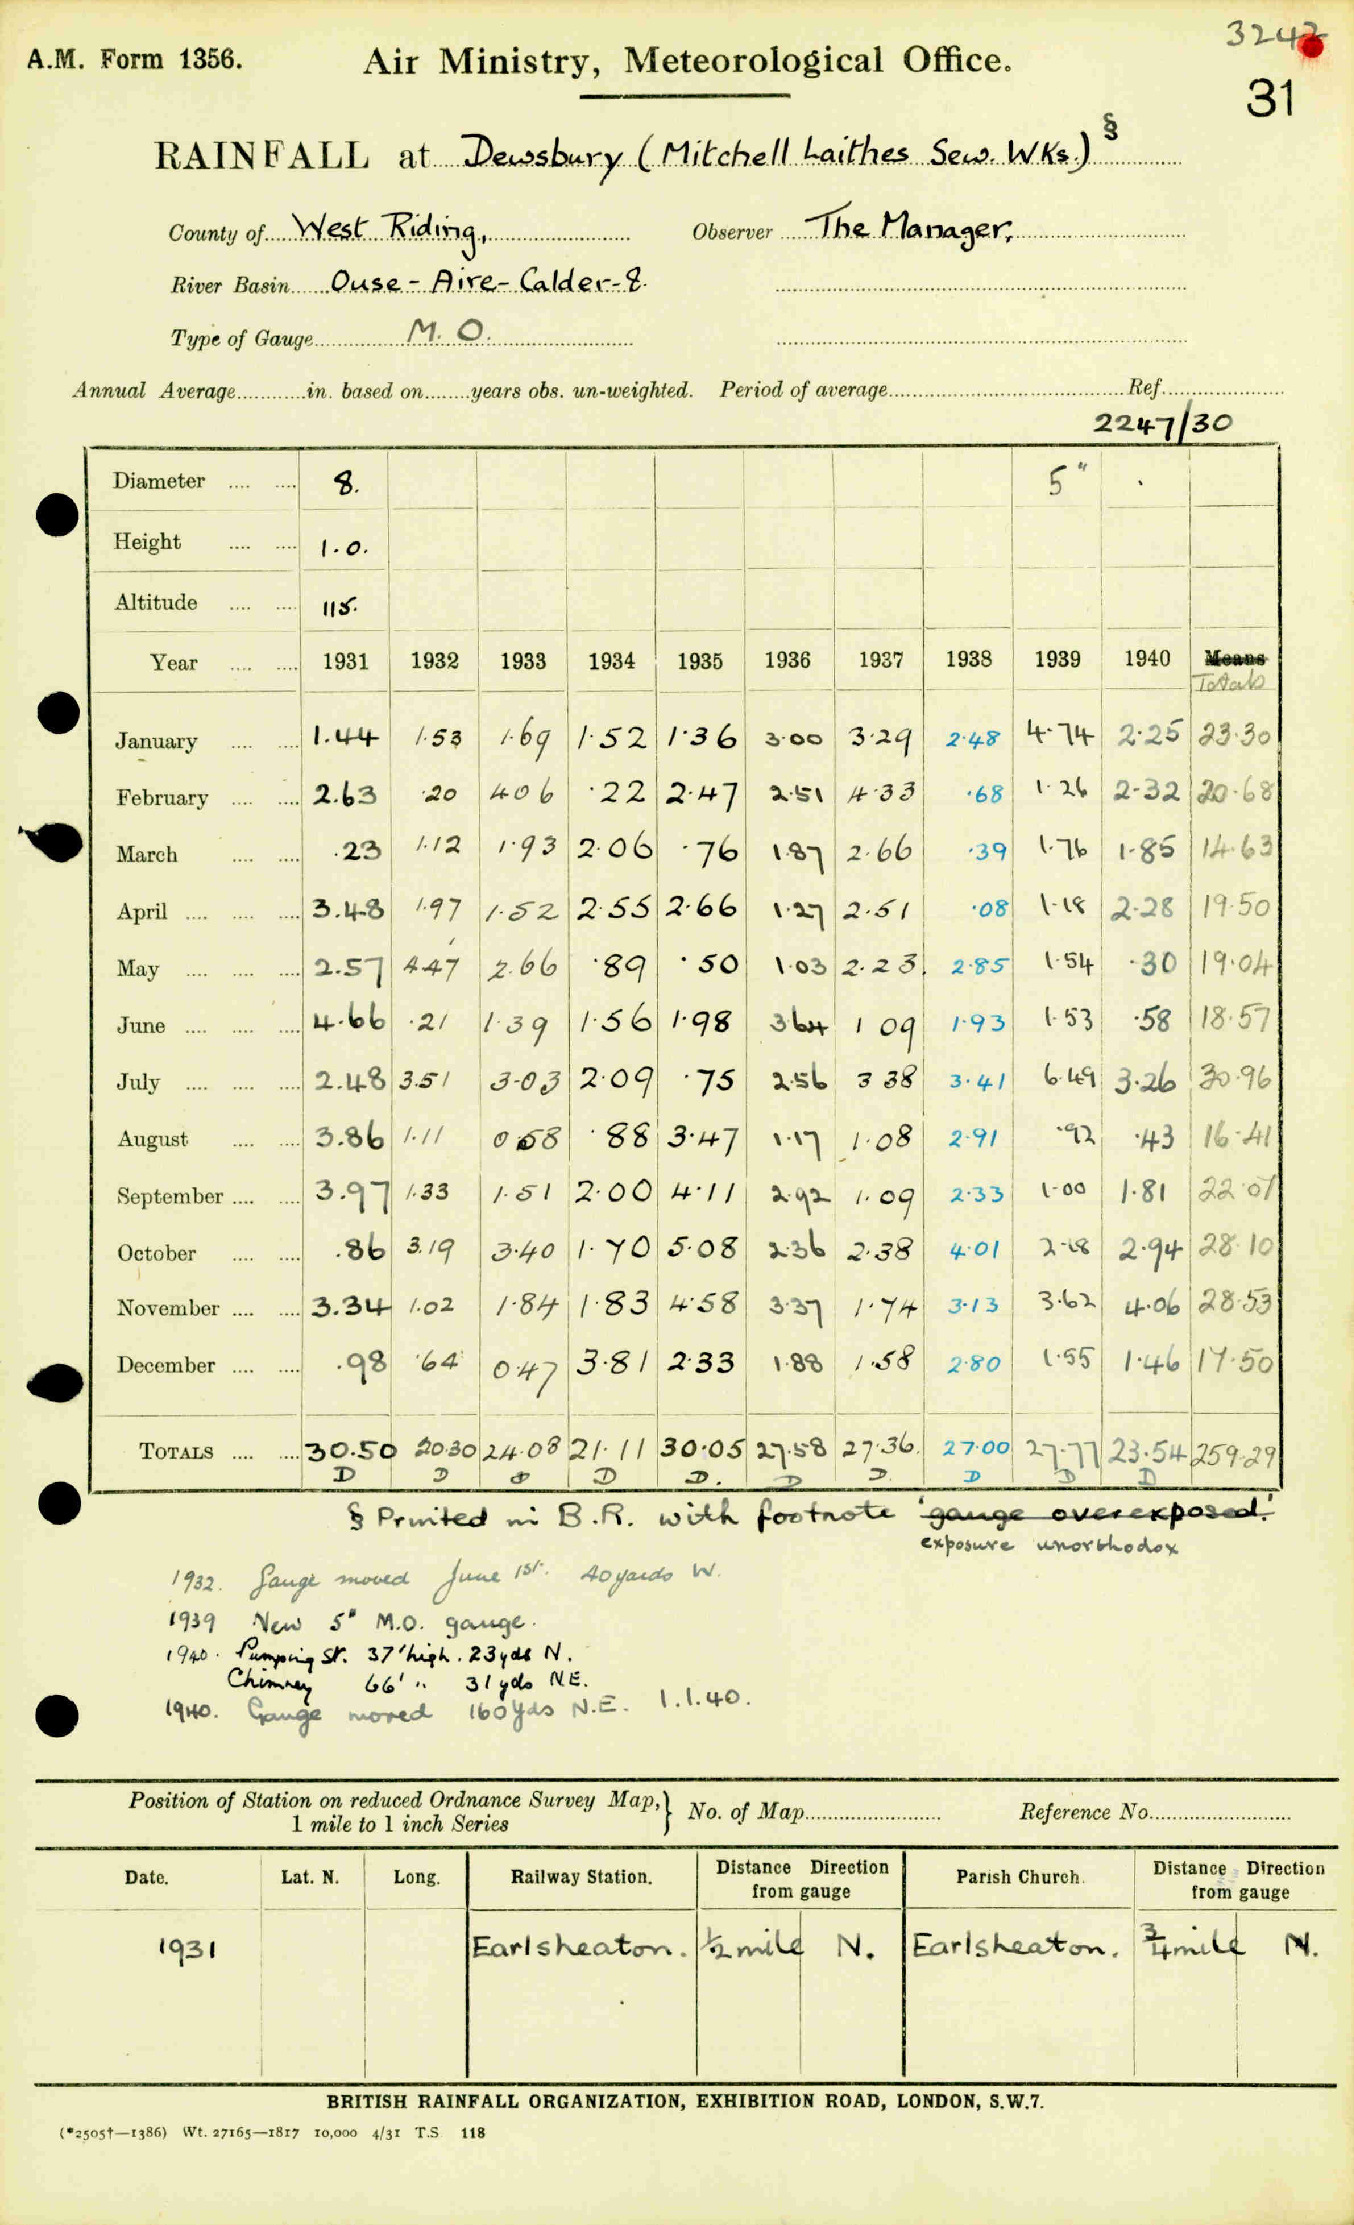 3242
A.M. Form 1356.
Air Ministry, Meteorological Office.
31
RAINFALL at Dewsbury (Mitchell Laithes Sew. WKs.) §
County of West Riding, Observer The Manager,
River Basin Ouse - Aire - Calder - 8.
Type of Gauge M. O.
Annual Average in. based on years obs. un-weighted. Period of average Ref.
2247/30
Diameter 8. 5" .
Height 1.0.
Altitude 115.
Year 1931 1932 1933 1934 1935 1936 1937 1938 1939 1940 Means
Totals
January 1.44 1.53 1.69 1.52 1.36 3.00 3.29 2.48 4.74 2.25 23.30
February 2.63 .20 4 06 .22 2.47 2.51 4.33 .68 1.26 2.32 20.68
March .23 1.12 1.93 2.06 .76 1.87 2.66 .39 1.76 1.85 14.63
April 3.48 1.97 1.52 2.55 2.66 1.27 2.51 .08 1.18 2.28 19.50
May 2.57 4.47 2.66 .89 .50 1.03 2.23. 2.85 1.54 .30 19.04
June 4.66 .21 1.39 1.56 1.98 3.64 1 09 1.93 1.53 .58 18.57
July 2.48 3.51 3.03 2.09 .75 2.56 3 38 3.41 6.49 3.26 30.96
August 3.86 1.11 0 58 .88 3.47 1.17 1.08 2.91 .92 .43 16.41
September 3.97 1.33 1.51 2.00 4.11 2.92 1.09 2.33 1.00 1.81 22.07
October .86 3.19 3.40 1.70 5.08 2.36 2.38 4.01 2.18 2.94 28.10
November 3.34 1.02 1.84 1.83 4.58 3.37 1.74 3.13 3.62 4.06 28.53
December .98 .64 0.47 3.81 2.33 1.88 1.58 2.80 1.55 1.46 17.50
TOTALS 30.50 20.30 24.08 21.11 30.05 27.58 27.36. 27.00 27.77 23.54 259.29
D D D D D. D D. D D D
§ Printed in B.R. with footnote 'gauge overexposed.'
exposure unorthodox
1932. Gauge moved June 1st. 40 yards W.
1939 New 5" M.O. gauge.
1940. Pumping St. 37' high. 23 yds N.
Chimney 66' " 31 yds N.E.
1940. Gauge moved 160 yds N.E. 1.1.40.
Position of Station on reduced Ordnance Survey Map, } No. of Map Reference No.
1 mile to 1 inch Series
Date. Lat. N. Long. Railway Station. Distance Direction from gauge Parish Church. Distance Direction from gauge
1931 Earlsheaton. ½ mile N. Earlsheaton. ¾ mile N.
BRITISH RAINFALL ORGANIZATION, EXHIBITION ROAD, LONDON, S.W.7.
(*2505†—1386) Wt. 27165—1817 10,000 4/31 T.S 118